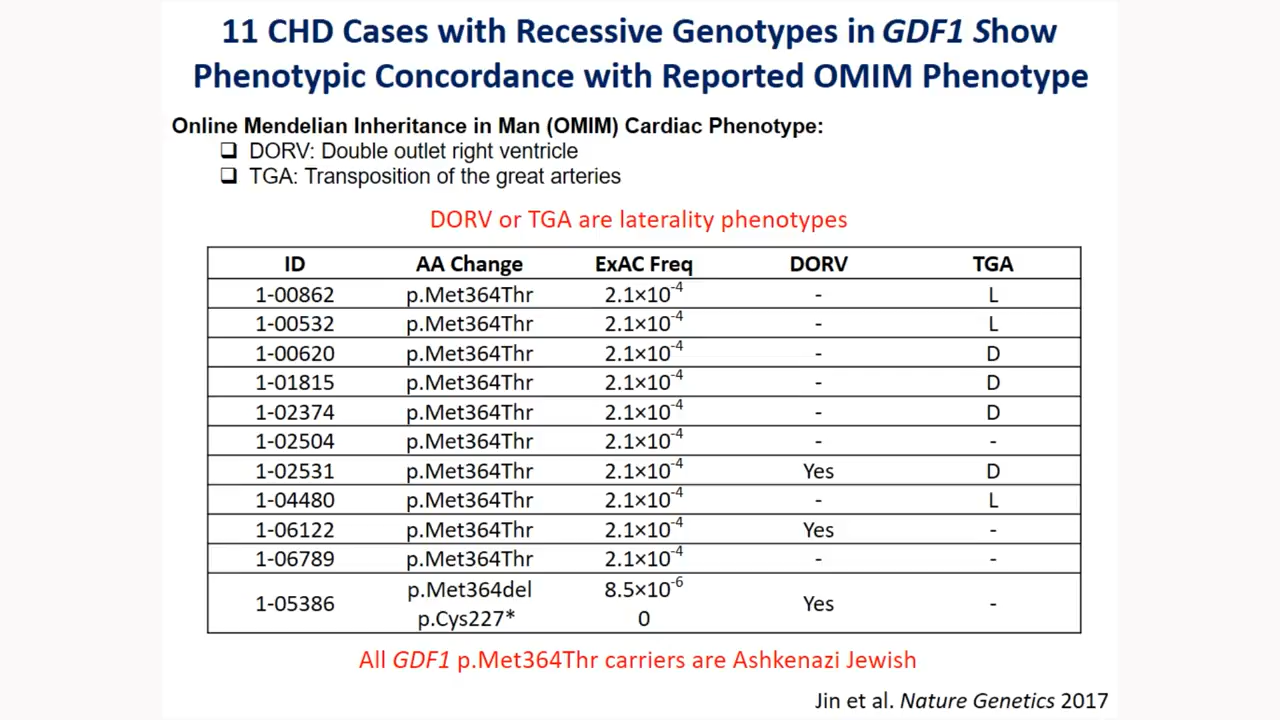 11 CHD Cases with Recessive Genotypes in GDF1 Show
Phenotypic Concordance with Reported OMIM Phenotype
Online Mendelian Inheritance in Man (OMIM) Cardiac Phenotype:
❑ DORV: Double outlet right ventricle
❑ TGA: Transposition of the great arteries
DORV or TGA are laterality phenotypes
ID AA Change ExAC Freq DORV TGA
1-00862 p.Met364Thr 2.1×10⁻⁴ - L
1-00532 p.Met364Thr 2.1×10⁻⁴ - L
1-00620 p.Met364Thr 2.1×10⁻⁴ - D
1-01815 p.Met364Thr 2.1×10⁻⁴ - D
1-02374 p.Met364Thr 2.1×10⁻⁴ - D
1-02504 p.Met364Thr 2.1×10⁻⁴ - -
1-02531 p.Met364Thr 2.1×10⁻⁴ Yes D
1-04480 p.Met364Thr 2.1×10⁻⁴ - L
1-06122 p.Met364Thr 2.1×10⁻⁴ Yes -
1-06789 p.Met364Thr 2.1×10⁻⁴ - -
p.Met364del 8.5×10⁻⁶
1-05386 Yes -
p.Cys227* 0
All GDF1 p.Met364Thr carriers are Ashkenazi Jewish
Jin et al. Nature Genetics 2017